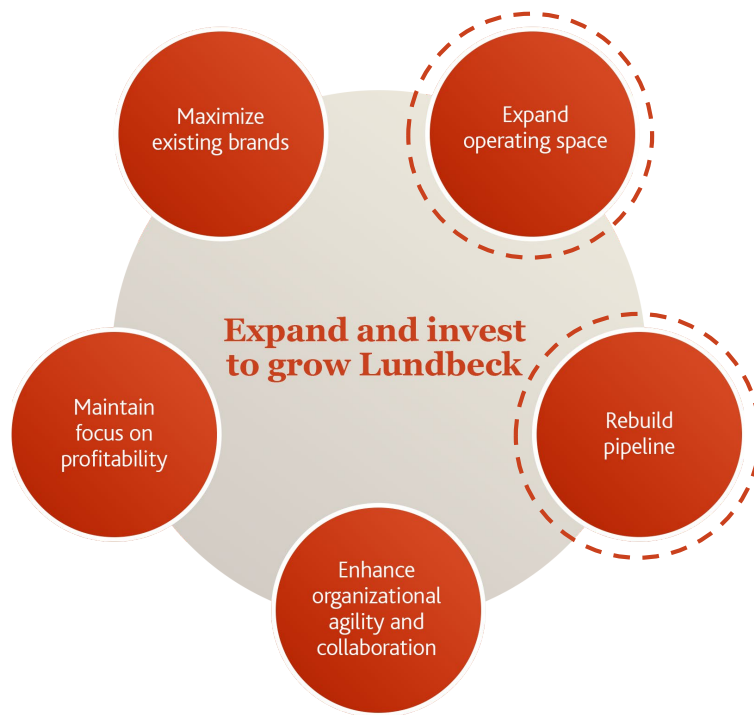 Maximize
existing brands
Expand
operating space
Expand and invest
to grow Lundbeck
Maintain
focus on
profitability
Rebuild
pipeline
Enhance
organizational
agility and
collaboration